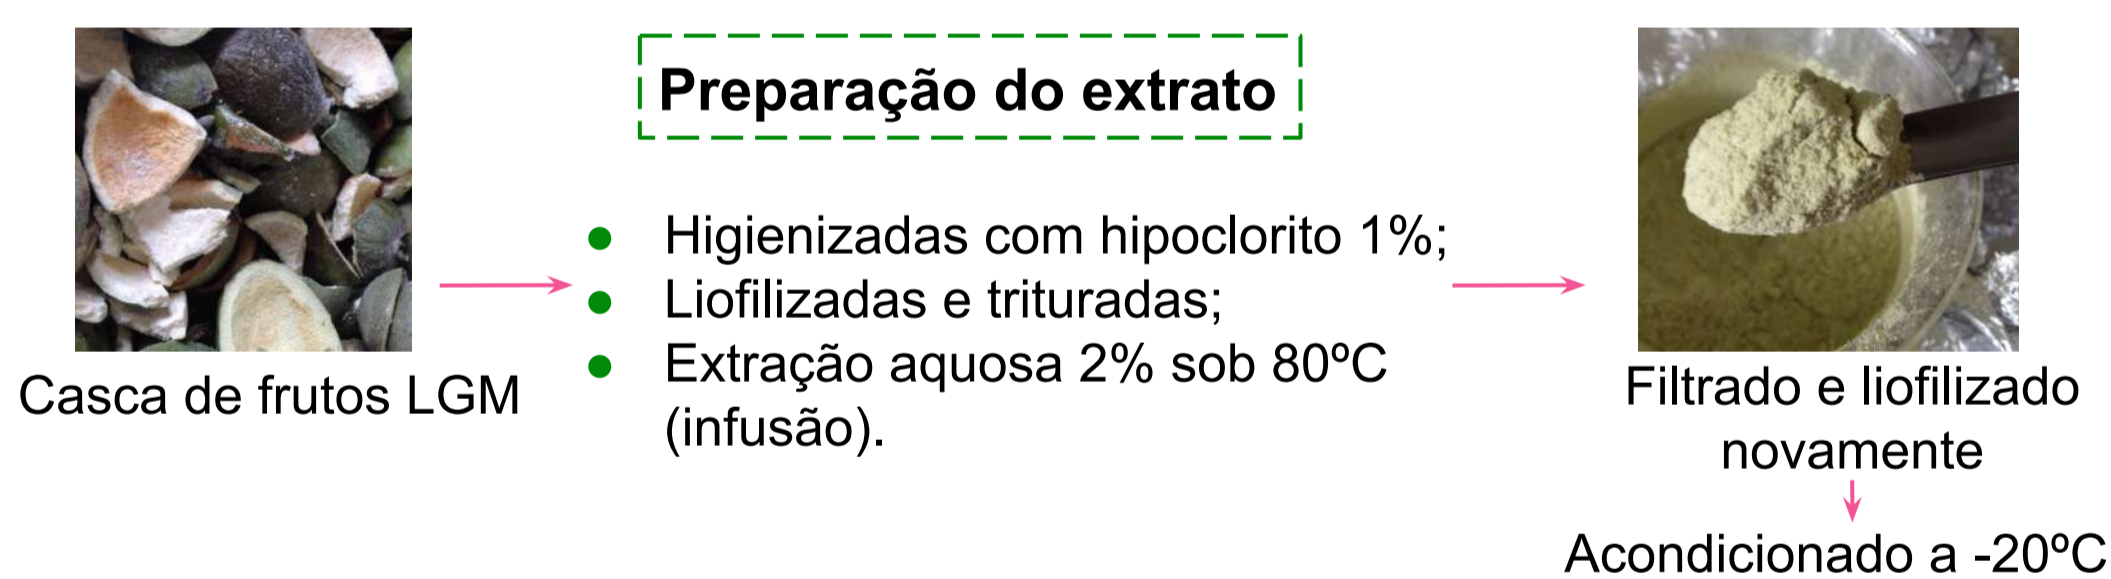 Preparação do extrato
Casca de frutos LGM
● Higienizadas com hipoclorito 1%;
● Liofilizadas e trituradas;
● Extração aquosa 2% sob 80ºC
(infusão).
Filtrado e liofilizado
novamente
Acondicionado a -20ºC